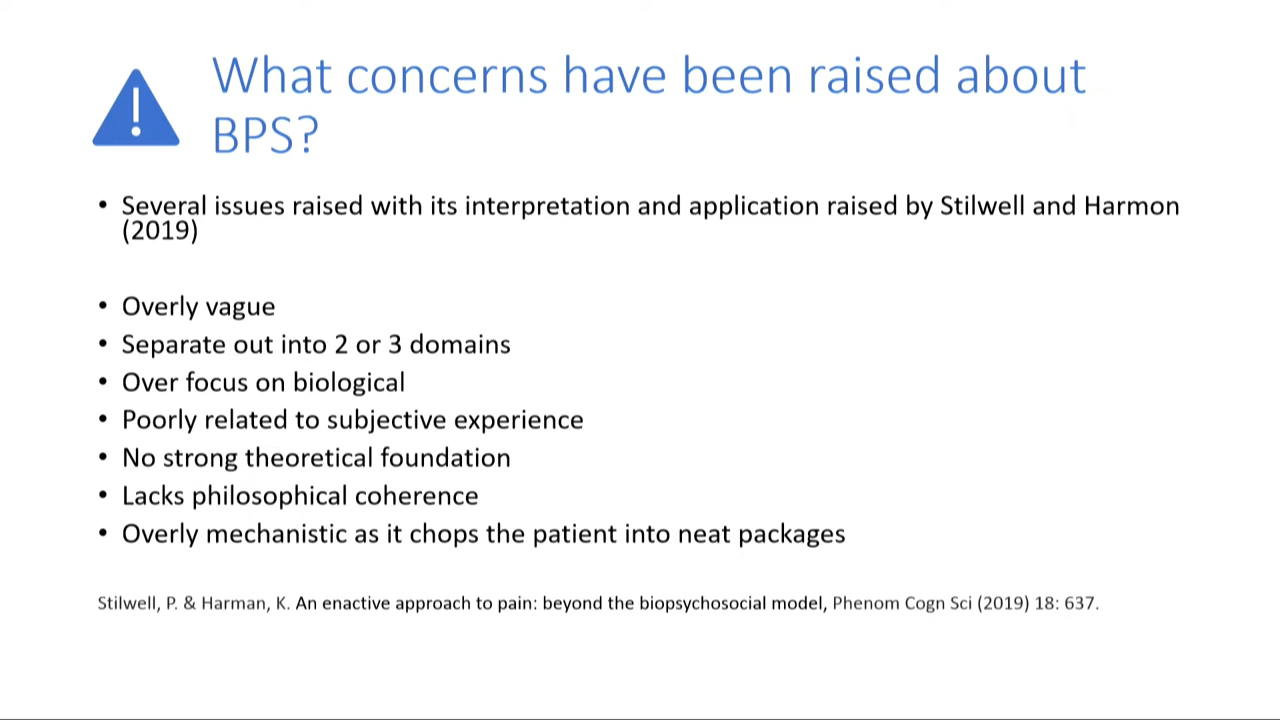 What concerns have been raised about
BPS?
• Several issues raised with its interpretation and application raised by Stilwell and Harmon
(2019)
• Overly vague
• Separate out into 2 or 3 domains
• Over focus on biological
• Poorly related to subjective experience
• No strong theoretical foundation
• Lacks philosophical coherence
• Overly mechanistic as it chops the patient into neat packages
Stilwell, P. & Harman, K. An enactive approach to pain: beyond the biopsychosocial model, Phenom Cogn Sci (2019) 18: 637.